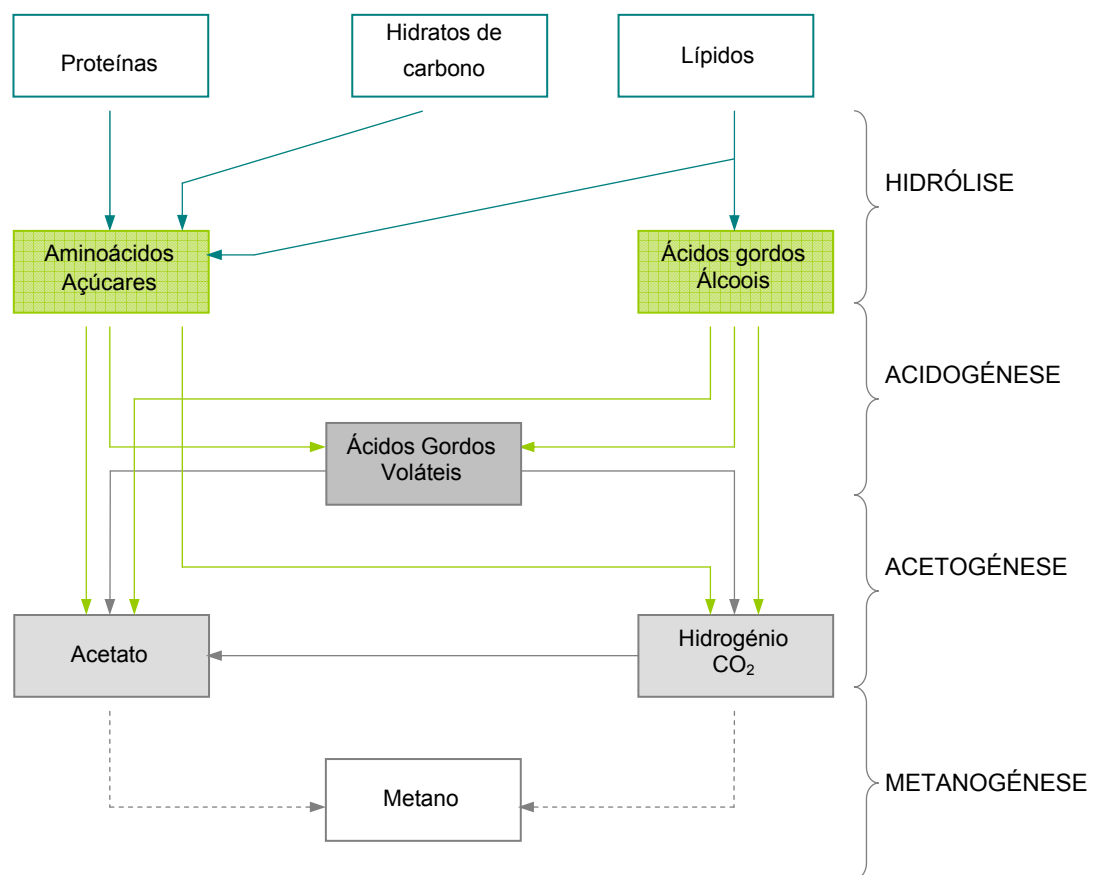 Proteínas
Hidratos de
carbono
Lípidos
HIDRÓLISE
Aminoácidos
Açúcares
Ácidos gordos
Álcoois
ACIDOGÉNESE
Ácidos Gordos
Voláteis
ACETOGÉNESE
Acetato
Hidrogénio
CO₂
METANOGÉNESE
Metano